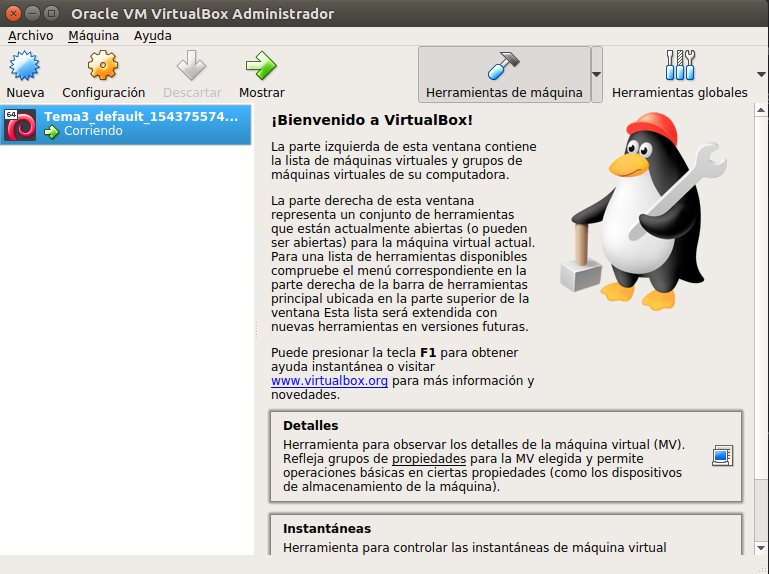 Oracle VM VirtualBox Administrador
Archivo Máquina Ayuda
Nueva Configuración Descartar Mostrar Herramientas de máquina Herramientas globales
64
Tema3_default_154375574...
Corriendo
¡Bienvenido a VirtualBox!
La parte izquierda de esta ventana contiene
la lista de máquinas virtuales y grupos de
máquinas virtuales de su computadora.
La parte derecha de esta ventana
representa un conjunto de herramientas
que están actualmente abiertas (o pueden
ser abiertas) para la máquina virtual actual.
Para una lista de herramientas disponibles
compruebe el menú correspondiente en la
parte derecha de la barra de herramientas
principal ubicada en la parte superior de la
ventana Esta lista será extendida con
nuevas herramientas en versiones futuras.
Puede presionar la tecla F1 para obtener
ayuda instantánea o visitar
www.virtualbox.org para más información y
novedades.
Detalles
Herramienta para observar los detalles de la máquina virtual (MV).
Refleja grupos de propiedades para la MV elegida y permite
operaciones básicas en ciertas propiedades (como los dispositivos
de almacenamiento de la máquina).
Instantáneas
Herramienta para controlar las instantáneas de máquina virtual